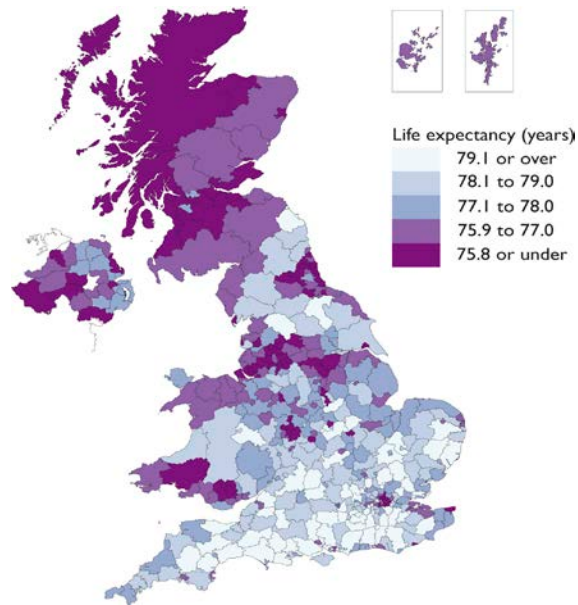 Life expectancy (years)
79.1 or over
78.1 to 79.0
77.1 to 78.0
75.9 to 77.0
75.8 or under